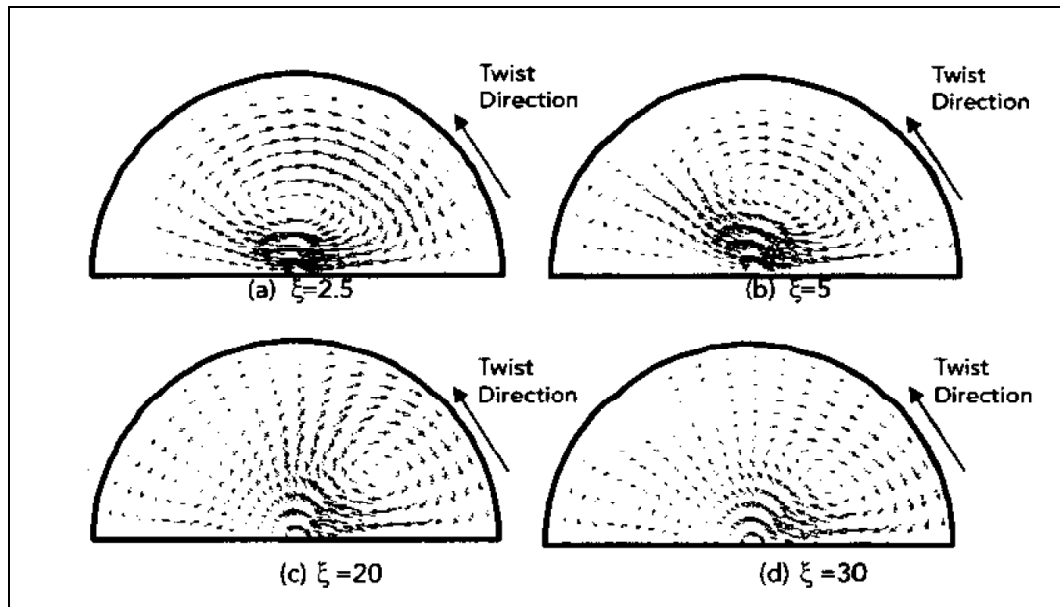 Twist
Direction
Twist
Direction
(a) ξ=2.5
(b) ξ=5
Twist
Direction
Twist
Direction
(c) ξ =20
(d) ξ =30